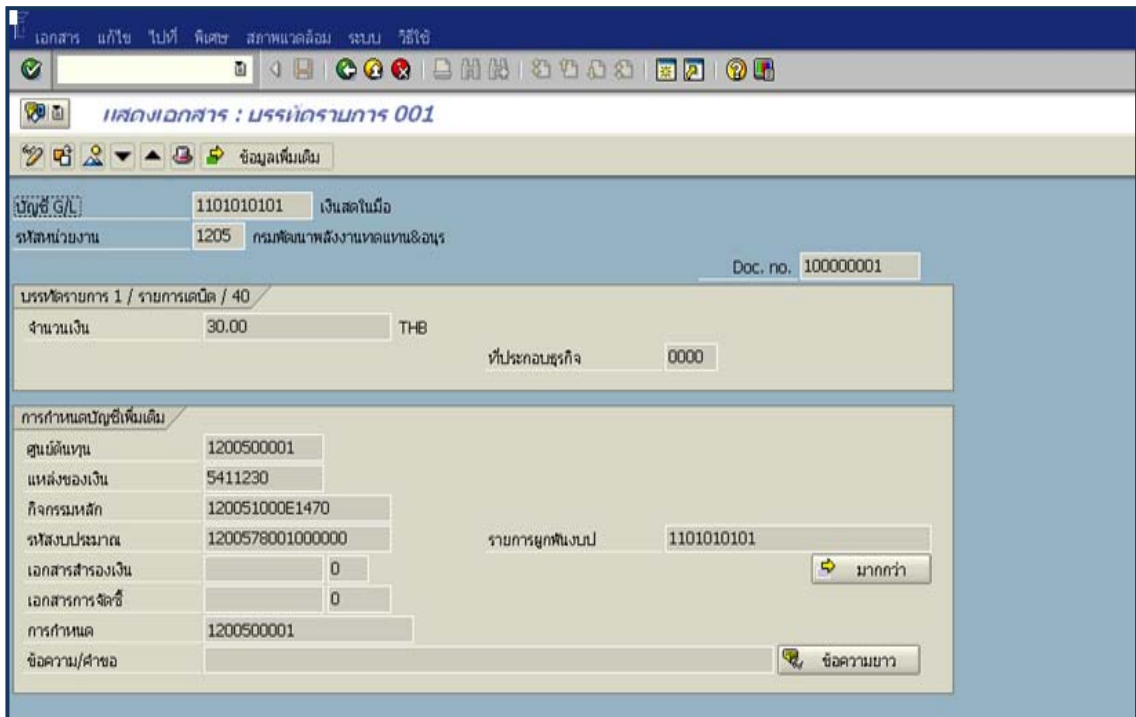 เอกสาร แก้ไข ไปที่ พิเศษ สภาพแวดล้อม ระบบ วิธีใช้
แสดงเอกสาร : บรรทัดรายการ 001
ข้อมูลเพิ่มเติม
บัญชี G/L 1101010101 เงินสดในมือ
รหัสหน่วยงาน 1205 กรมพัฒนาพลังงานทดแทน&อนุร
Doc. no. 100000001
บรรทัดรายการ 1 / รายการเดบิต / 40
จำนวนเงิน 30.00 THB
ที่ประกอบธุรกิจ 0000
การกำหนดบัญชีเพิ่มเติม
ศูนย์ต้นทุน 1200500001
แหล่งของเงิน 5411230
กิจกรรมหลัก 120051000E1470
รหัสงบประมาณ 1200578001000000 รายการผูกพันงบป 1101010101
เอกสารสำรองเงิน 0 มากกว่า
เอกสารการจัดซื้ 0
การกำหนด 1200500001
ข้อความ/คำขอ ข้อความยาว